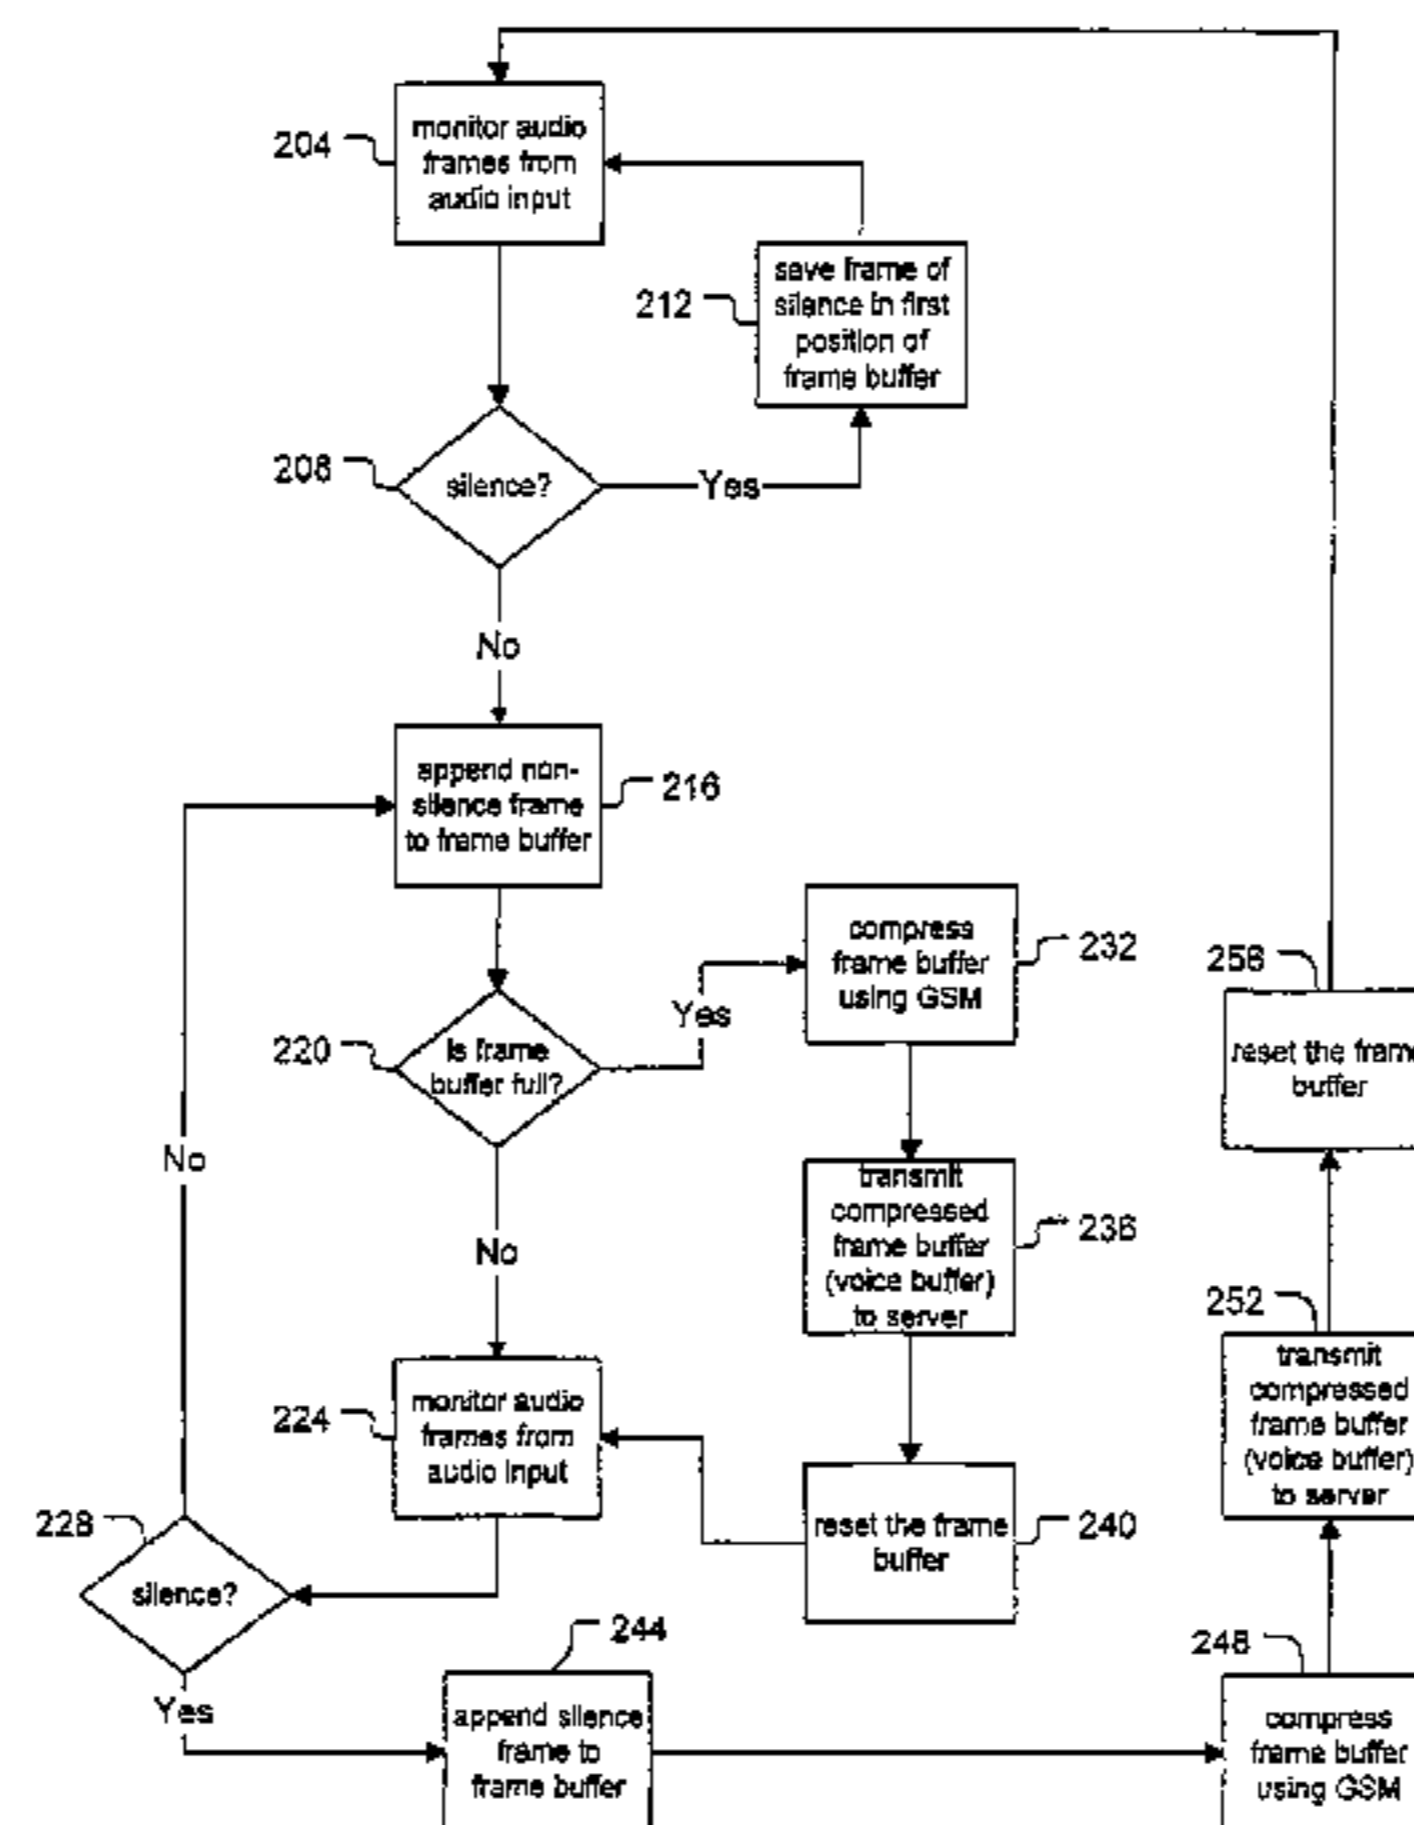 204
monitor audio
frames from
audio input
212
save frame of
silence in first
position of
frame buffer
208
silence?
Yes
No
append non-
silence frame
to frame buffer
216
compress
frame buffer
using GSM
232
220
Is frame
buffer full?
Yes
256
reset the frame
buffer
No
No
transmit
compressed
frame buffer
(voice buffer)
to server
236
252
transmit
compressed
frame buffer
(voice buffer)
to server
224
monitor audio
frames from
audio input
228
silence?
reset the frame
buffer
240
244
248
Yes
append silence
frame to
frame buffer
compress
frame buffer
using GSM